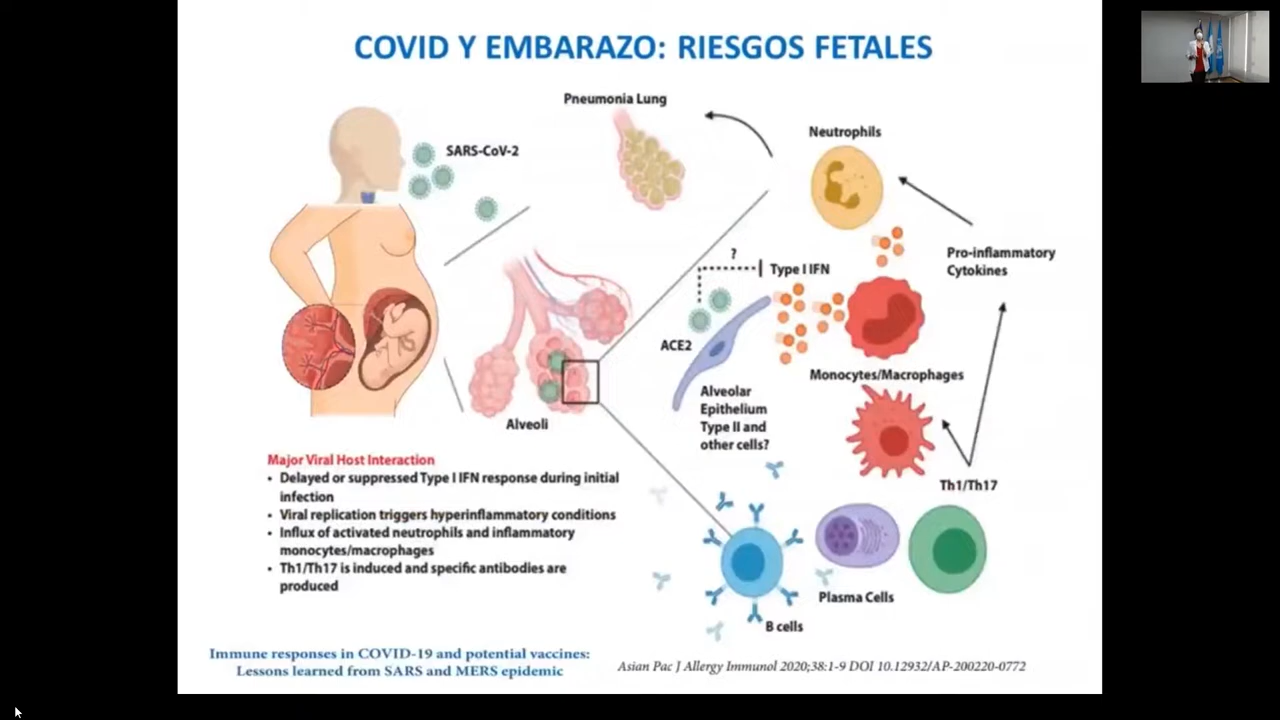 COVID Y EMBARAZO: RIESGOS FETALES
Pneumonia Lung
Neutrophils
SARS-CoV-2
Pro-inflammatory
Cytokines
?
Type I IFN
ACE2
Monocytes/Macrophages
Alveolar
Epithelium
Type II and
other cells?
Alveoli
Th1/Th17
Major Viral Host Interaction
• Delayed or suppressed Type I IFN response during initial
infection
• Viral replication triggers hyperinflammatory conditions
• Influx of activated neutrophils and inflammatory
monocytes/macrophages
• Th1/Th17 is induced and specific antibodies are
produced
Plasma Cells
B cells
Immune responses in COVID-19 and potential vaccines:
Lessons learned from SARS and MERS epidemic
Asian Pac J Allergy Immunol 2020;38:1-9 DOI 10.12932/AP-200220-0772